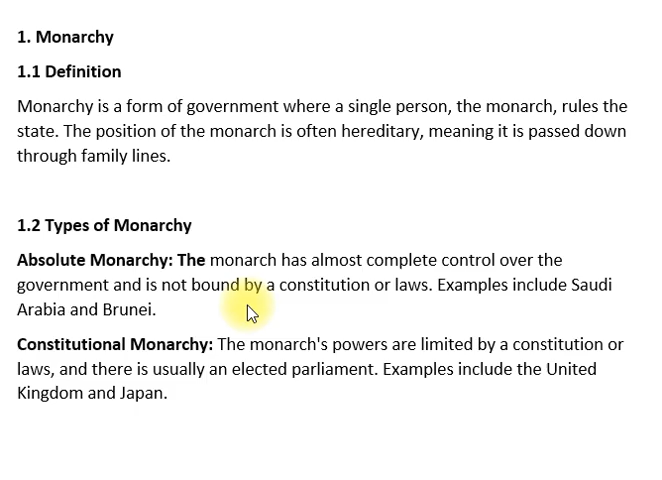 1. Monarchy
1.1 Definition
Monarchy is a form of government where a single person, the monarch, rules the
state. The position of the monarch is often hereditary, meaning it is passed down
through family lines.
1.2 Types of Monarchy
Absolute Monarchy: The monarch has almost complete control over the
government and is not bound by a constitution or laws. Examples include Saudi
Arabia and Brunei.
Constitutional Monarchy: The monarch's powers are limited by a constitution or
laws, and there is usually an elected parliament. Examples include the United
Kingdom and Japan.